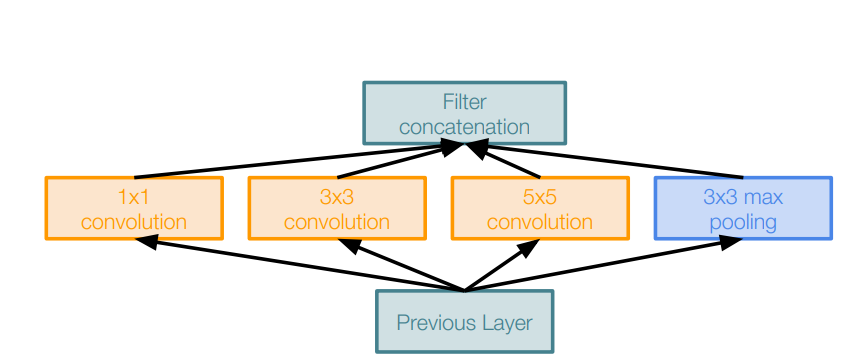 Filter
concatenation
1x1
convolution
3x3
convolution
5x5
convolution
3x3 max
pooling
Previous Layer